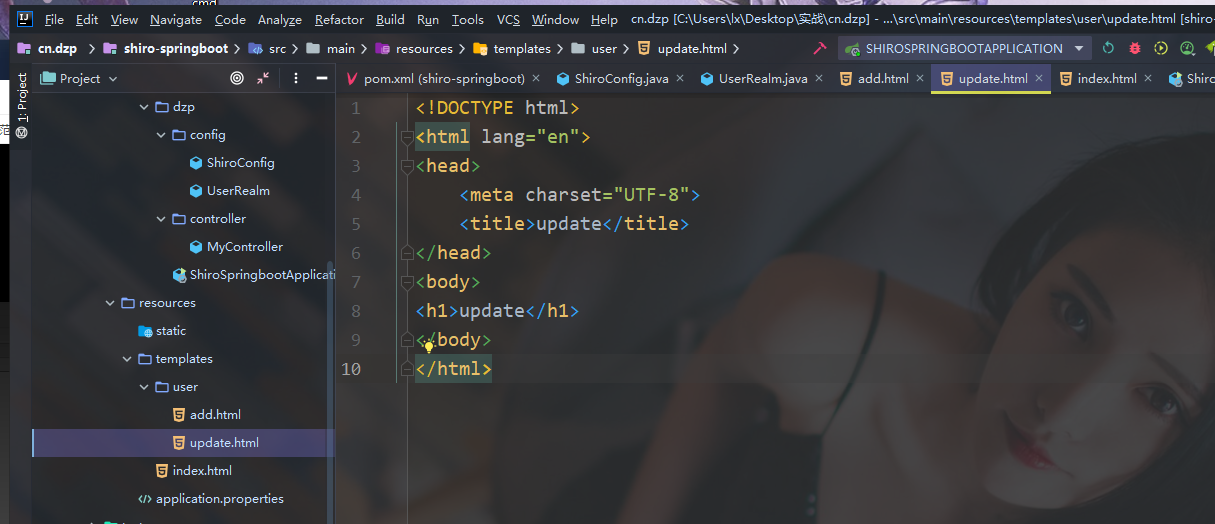 cmd
File Edit View Navigate Code Analyze Refactor Build Run Tools VCS Window Help cn.dzp [C:\Users\lx\Desktop\实战\cn.dzp] - ...\src\main\resources\templates\user\update.html [shiro-
cn.dzp shiro-springboot src main resources templates user update.html SHIROSPRINGBOOTAPPLICATION
Project pom.xml (shiro-springboot) ShiroConfig.java UserRealm.java add.html update.html index.html Shiro
1: Project
范
dzp
config
ShiroConfig
UserRealm
controller
MyController
ShiroSpringbootApplicati
resources
static
templates
user
add.html
update.html
index.html
application.properties
1 <!DOCTYPE html>
2 <html lang="en">
3 <head>
4 <meta charset="UTF-8">
5 <title>update</title>
6 </head>
7 <body>
8 <h1>update</h1>
9 </body>
10 </html>